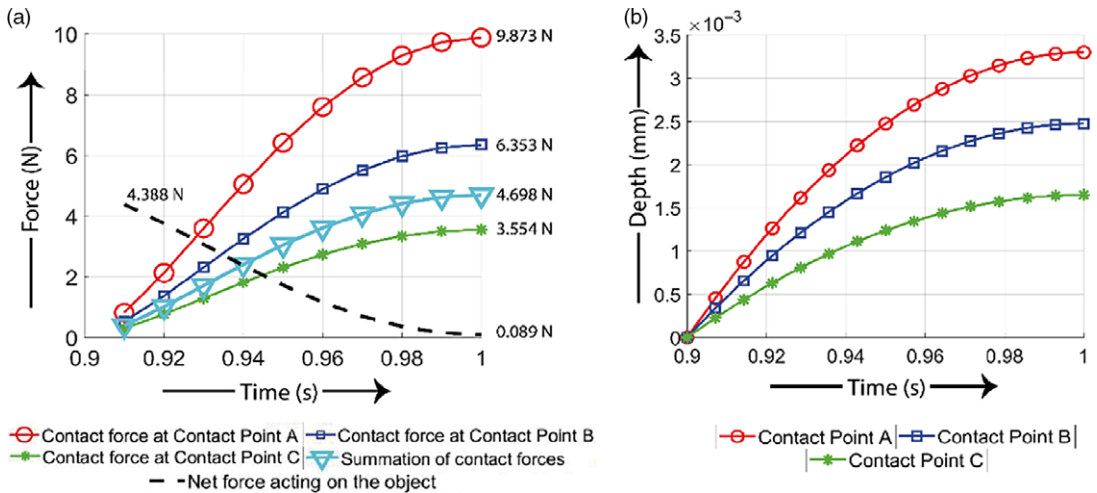 (a)
10
8
6
4
2
0
0.9
0.92
0.94
0.96
0.98
1
Force (N)
Time (s)
9.873 N
6.353 N
4.698 N
3.554 N
4.388 N
0.089 N
Contact force at Contact Point A
Contact force at Contact Point B
Contact force at Contact Point C
Summation of contact forces
Net force acting on the object
(b)
×10⁻³
3.5
3
2.5
2
1.5
1
0.5
0
0.9
0.92
0.94
0.96
0.98
1
Depth (mm)
Time (s)
Contact Point A
Contact Point B
Contact Point C